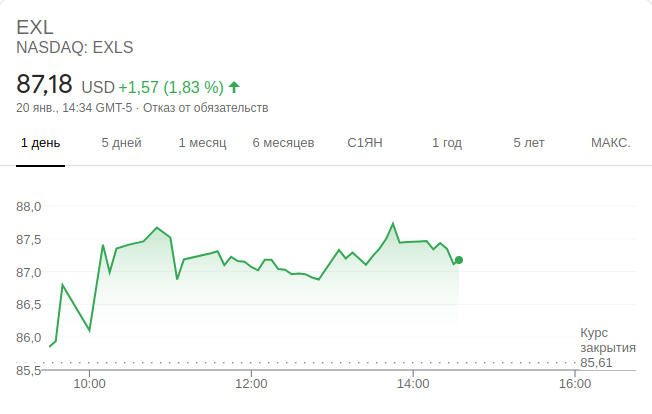 EXL
NASDAQ: EXLS
87,18 USD +1,57 (1,83 %)
20 янв., 14:34 GMT-5 · Отказ от обязательств
1 день 5 дней 1 месяц 6 месяцев С1ЯН 1 год 5 лет МАКС.
88,0
87,5
87,0
86,5
86,0
85,5
Курс
закрытия
85,61
10:00 12:00 14:00 16:00